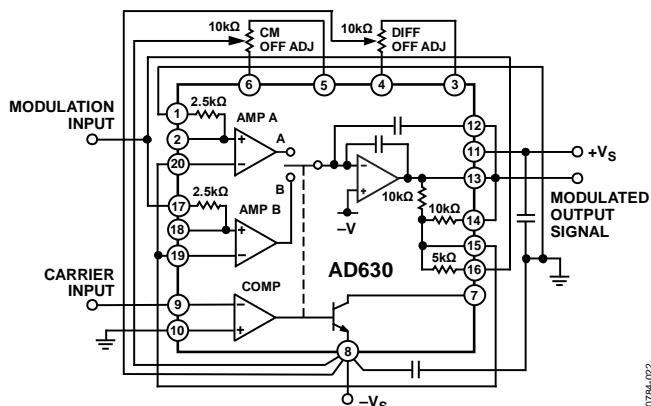 10kΩ
CM
OFF ADJ
10kΩ
DIFF
OFF ADJ
6
5
4
3
MODULATION
INPUT
1
2.5kΩ
AMP A
2
+
A
20
–
12
11
+VS
13
MODULATED
OUTPUT
SIGNAL
–
+
–V
10kΩ
10kΩ
14
15
5kΩ
16
B
17
2.5kΩ
AMP B
18
+
19
–
AD630
CARRIER
INPUT
9
–
COMP
10
+
7
8
–VS
0784-022